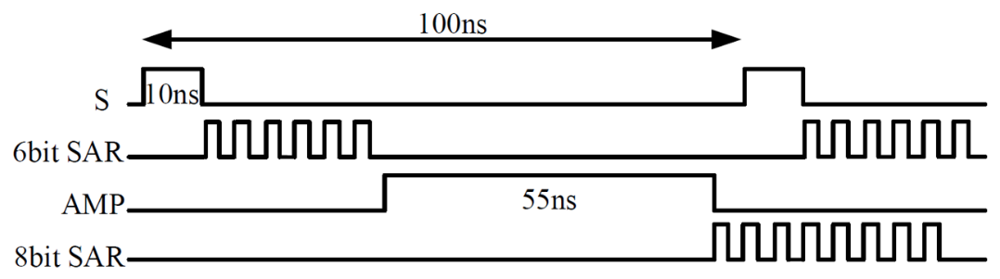 100ns
S
10ns
6bit SAR
AMP
55ns
8bit SAR